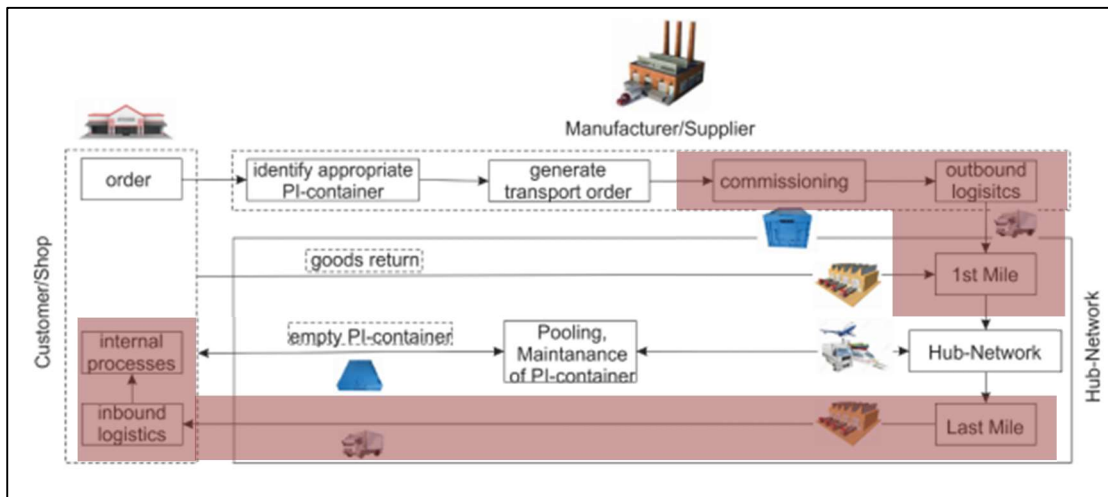 Manufacturer/Supplier
order
identify appropriate
PI-container
generate
transport order
commissioning
outbound
logisitcs
Customer/Shop
goods return
1st Mile
Hub-Network
internal
processes
empty PI-container
Pooling,
Maintanance
of PI-container
Hub-Network
inbound
logistics
Last Mile